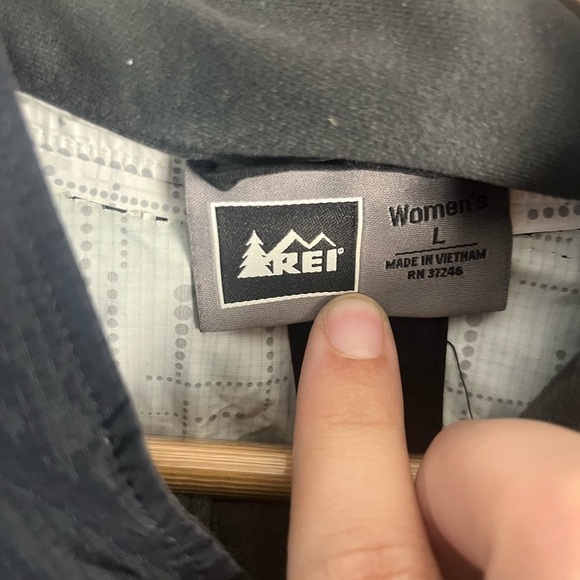 REI®
Women's
L
MADE IN VIETNAM
RN 37246